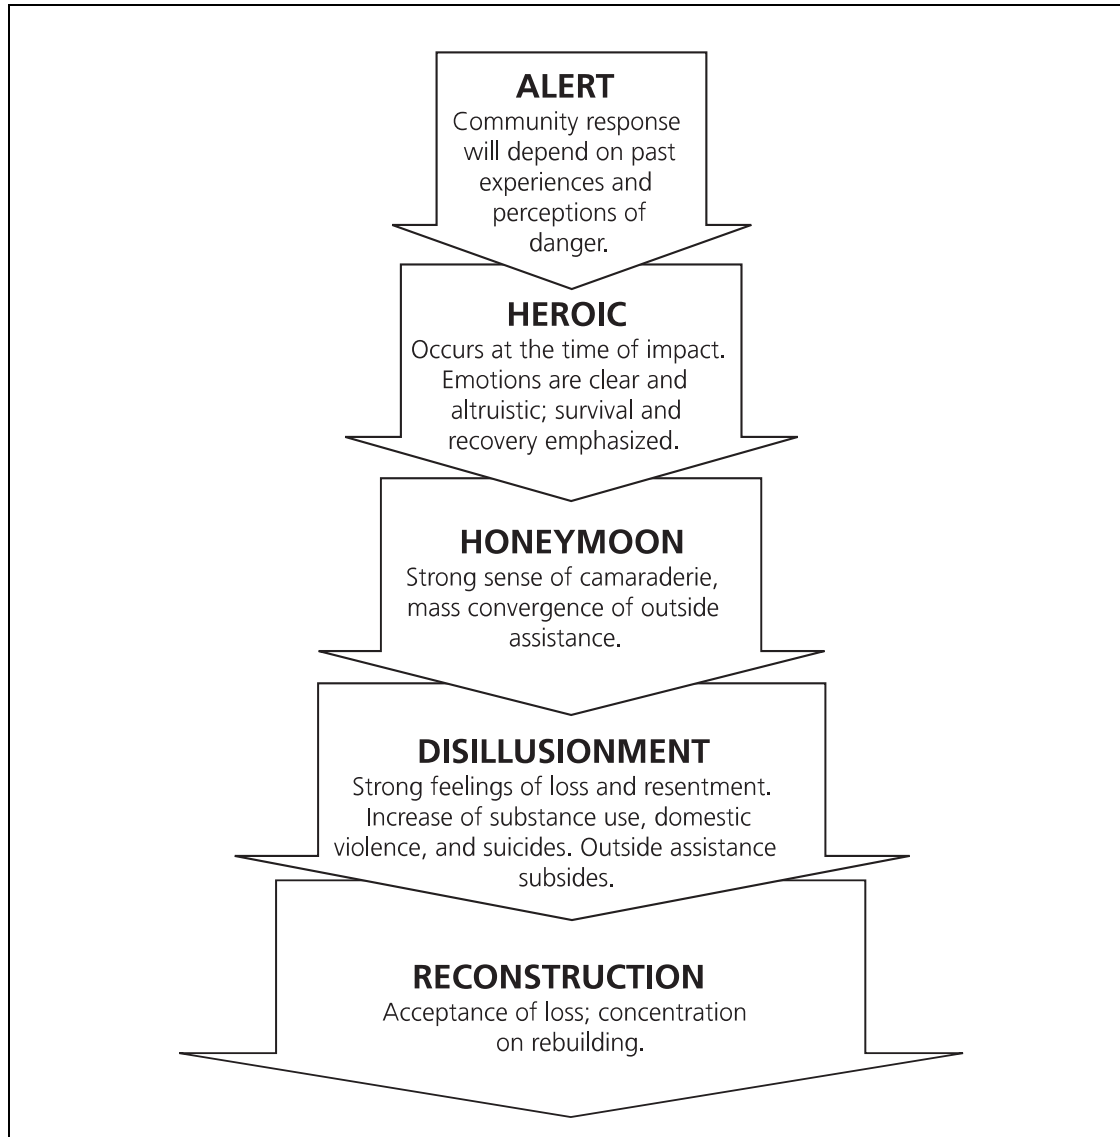 ALERT
Community response
will depend on past
experiences and
perceptions of
danger.
HEROIC
Occurs at the time of impact.
Emotions are clear and
altruistic; survival and
recovery emphasized.
HONEYMOON
Strong sense of camaraderie,
mass convergence of outside
assistance.
DISILLUSIONMENT
Strong feelings of loss and resentment.
Increase of substance use, domestic
violence, and suicides. Outside assistance
subsides.
RECONSTRUCTION
Acceptance of loss; concentration
on rebuilding.